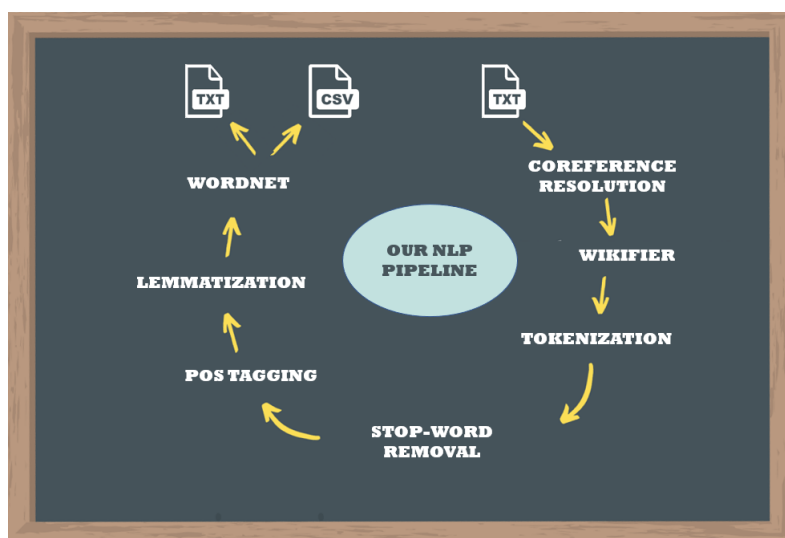 TXT
CSV
TXT
COREFERENCE
RESOLUTION
WORDNET
OUR NLP
PIPELINE
WIKIFIER
LEMMATIZATION
TOKENIZATION
POS TAGGING
STOP-WORD
REMOVAL